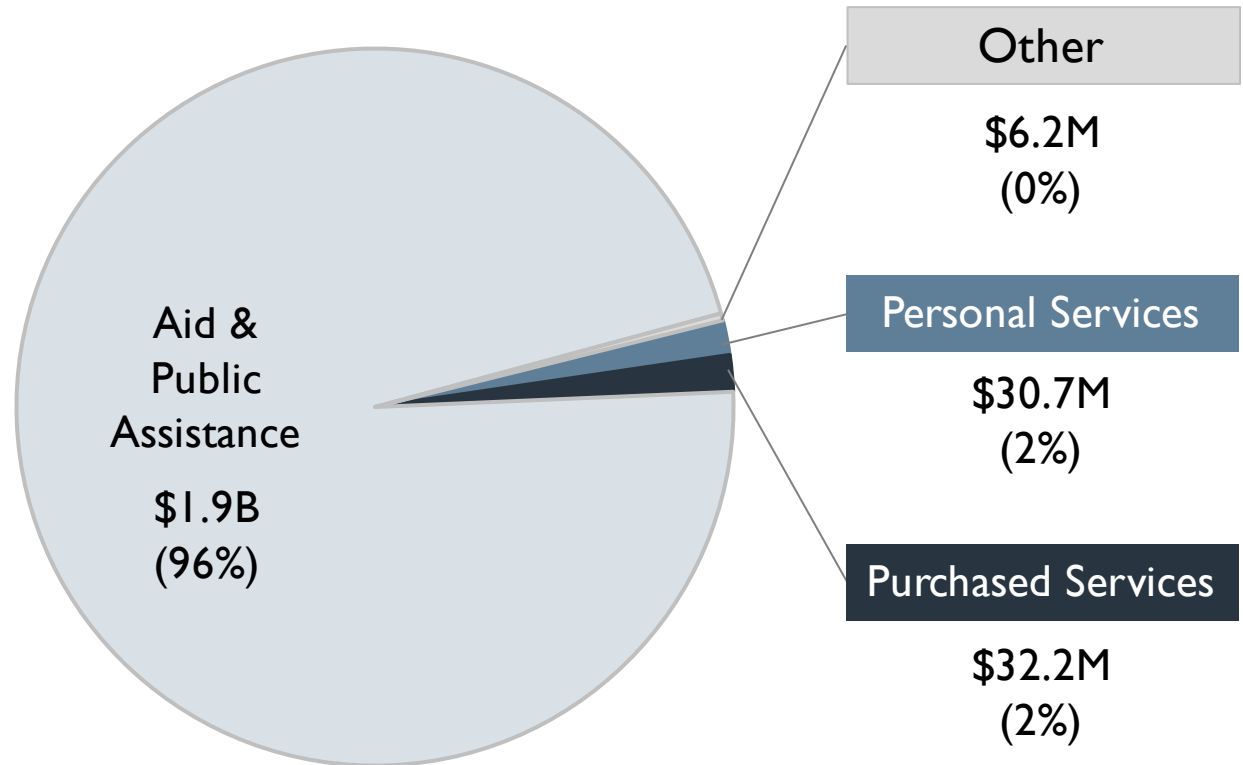 Other
$6.2M
(0%)
Personal Services
$30.7M
(2%)
Aid &
Public
Assistance
$1.9B
(96%)
Purchased Services
$32.2M
(2%)